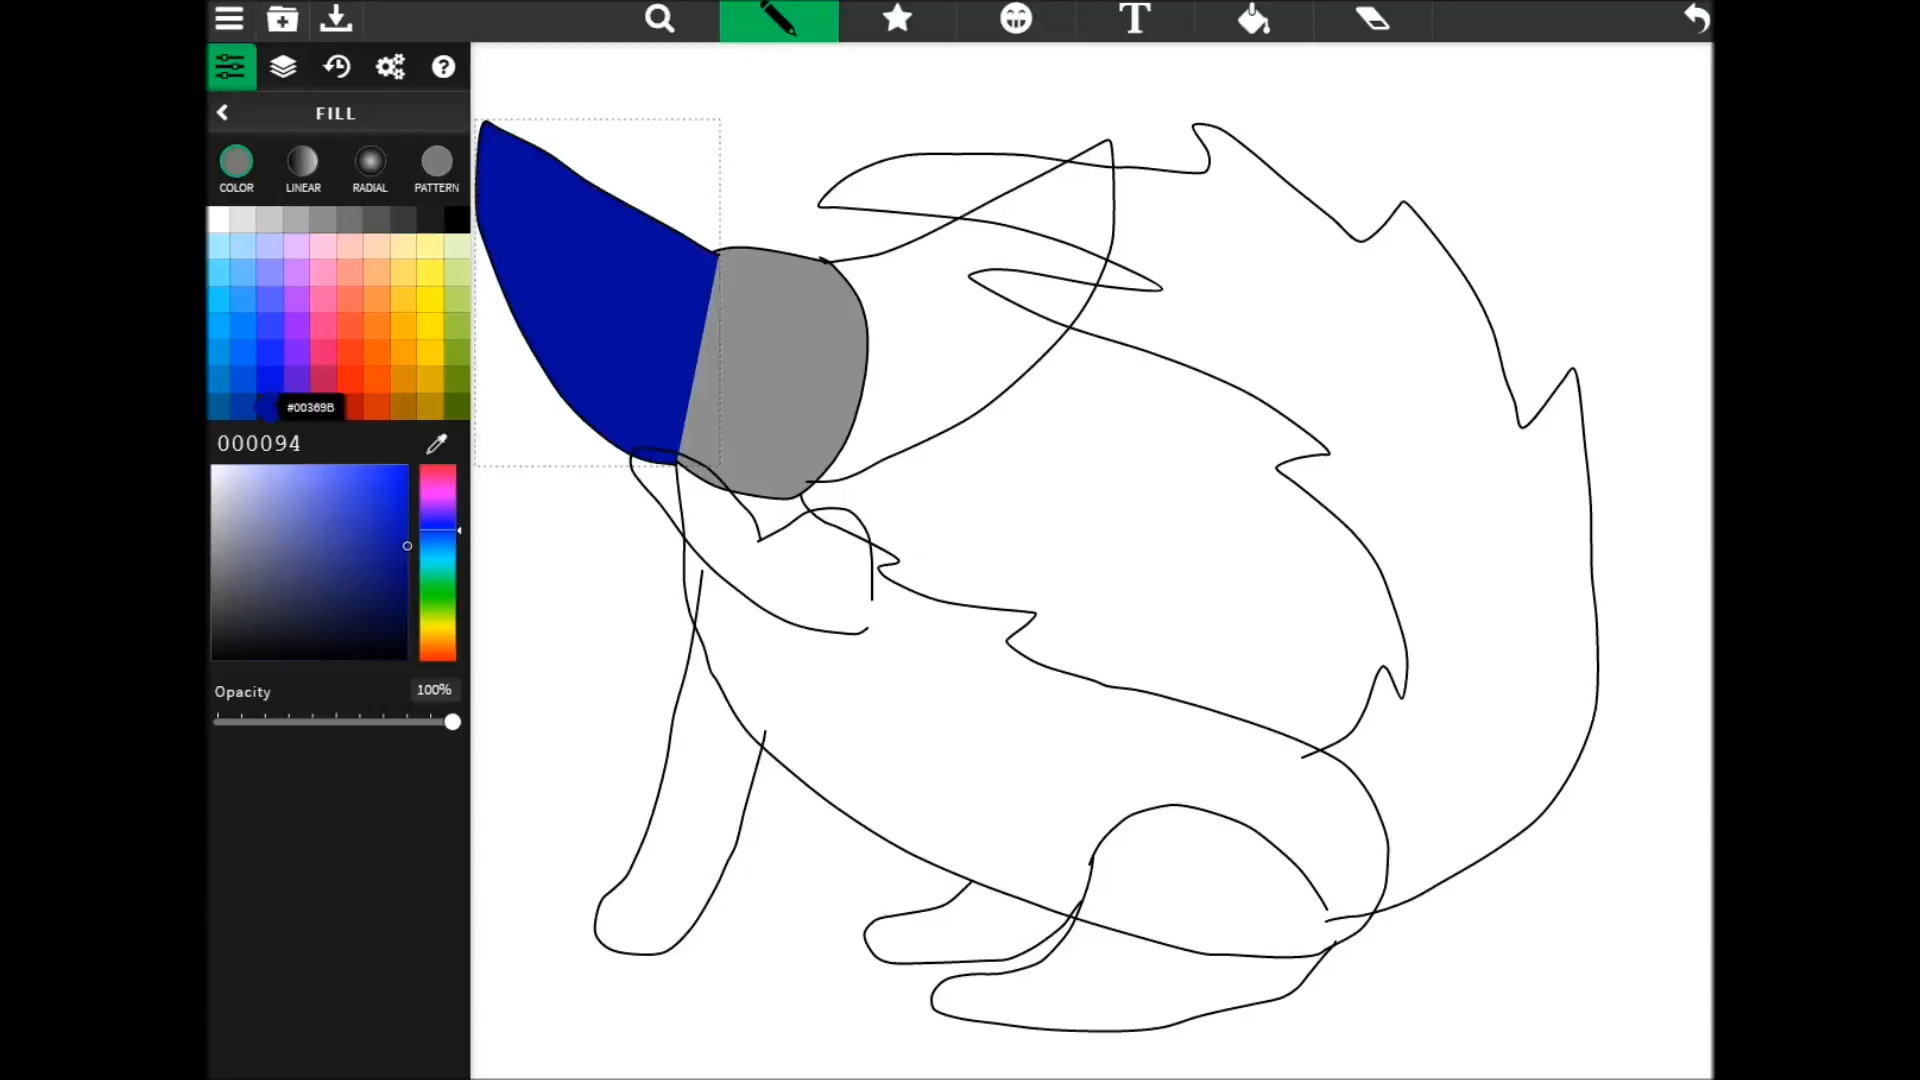 T
FILL
COLOR LINEAR RADIAL PATTERN
#00369B
000094
Opacity 100%